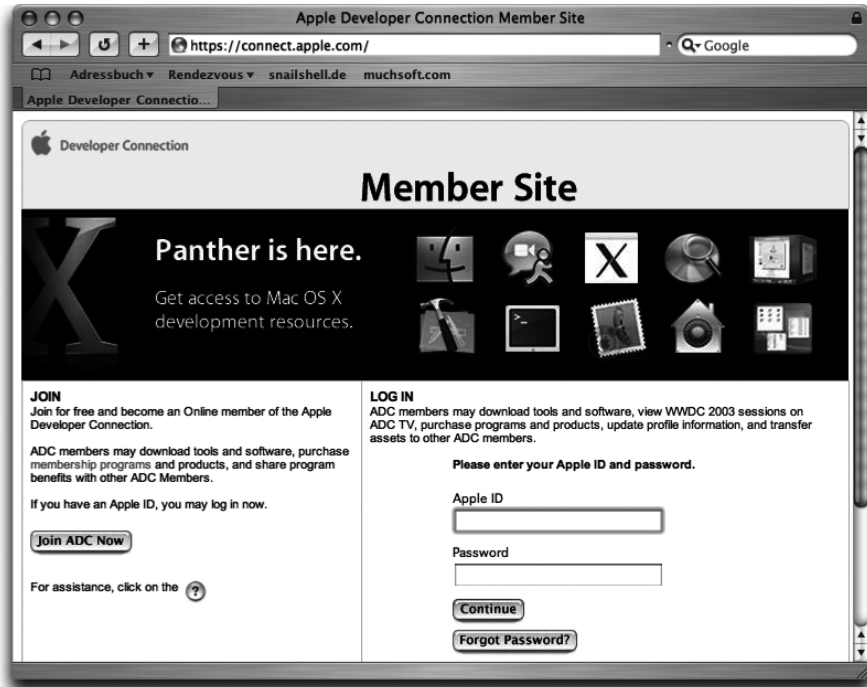 Apple Developer Connection Member Site
https://connect.apple.com/
Google
Adressbuch Rendezvous snailshell.de muchsoft.com
Apple Developer Connectio...
Developer Connection
Member Site
X
Panther is here.
Get access to Mac OS X
development resources.
X
>_
JOIN
Join for free and become an Online member of the Apple
Developer Connection.
ADC members may download tools and software, purchase
membership programs and products, and share program
benefits with other ADC Members.
If you have an Apple ID, you may log in now.
Join ADC Now
For assistance, click on the ?
LOG IN
ADC members may download tools and software, view WWDC 2003 sessions on
ADC TV, purchase programs and products, update profile information, and transfer
assets to other ADC members.
Please enter your Apple ID and password.
Apple ID
Password
Continue
Forgot Password?